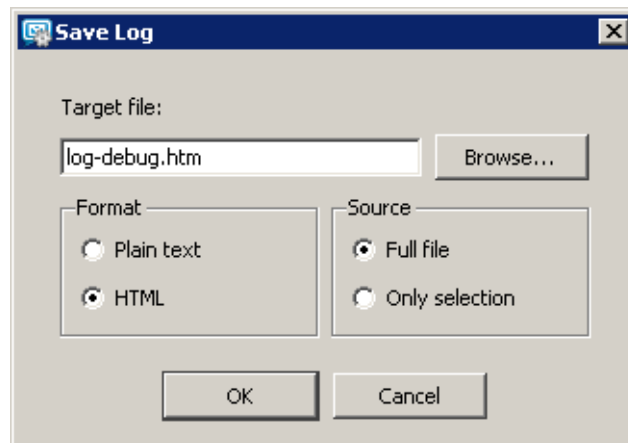 Save Log
Target file:
log-debug.htm
Browse...
Format
Plain text
HTML
Source
Full file
Only selection
OK
Cancel